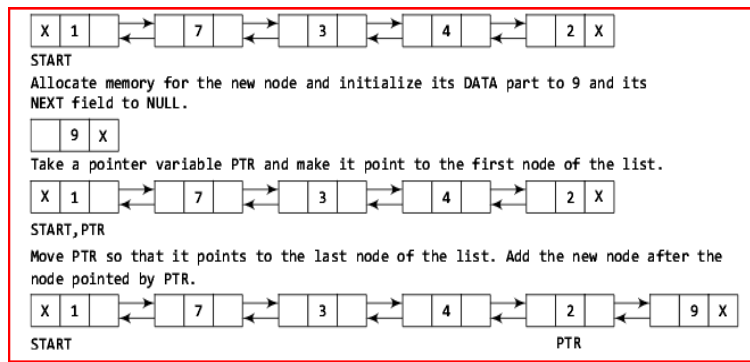 X 1 7 3 4 2 X
START
Allocate memory for the new node and initialize its DATA part to 9 and its
NEXT field to NULL.
9 X
Take a pointer variable PTR and make it point to the first node of the list.
X 1 7 3 4 2 X
START,PTR
Move PTR so that it points to the last node of the list. Add the new node after the
node pointed by PTR.
X 1 7 3 4 2 9 X
START PTR